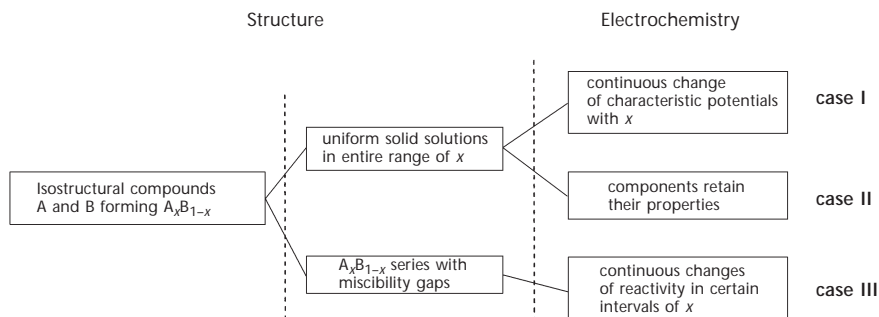 Structure
Electrochemistry
continuous change
of characteristic potentials
with x
case I
uniform solid solutions
in entire range of x
Isostructural compounds
A and B forming AₓB₁₋ₓ
components retain
their properties
case II
AₓB₁₋ₓ series with
miscibility gaps
continuous changes
of reactivity in certain
intervals of x
case III